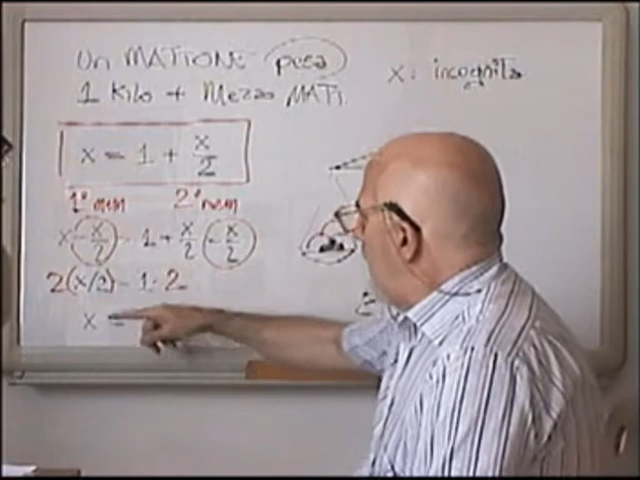 Un MATTONE pesa
1 Kilo + Mezzo MATT.
x: incognita
x = 1 + x/2
1° mem 2° mem
x - x/2 = 1 + x/2 - x/2
2(x/2) = 1 · 2
x =